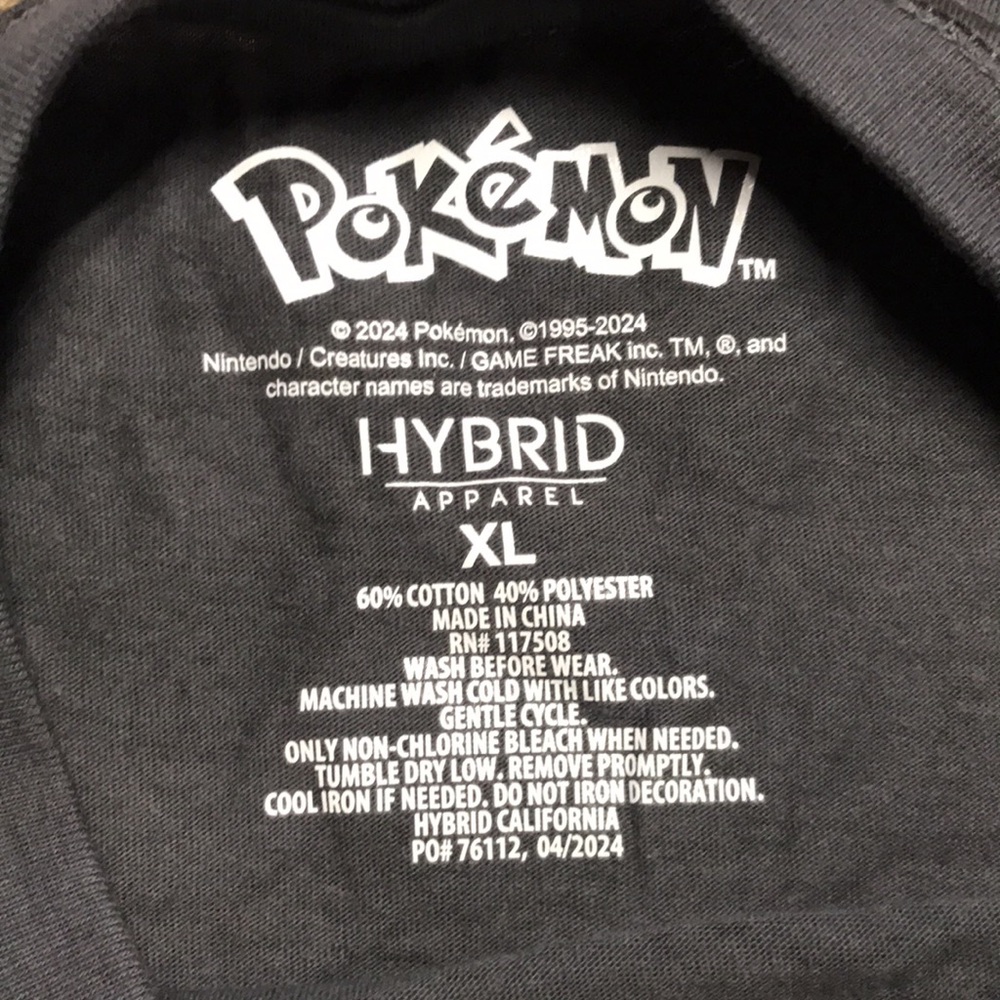 POKéMON TM
© 2024 Pokémon. ©1995-2024
Nintendo / Creatures Inc. / GAME FREAK inc. TM, ®, and
character names are trademarks of Nintendo.
HYBRID
APPAREL
XL
60% COTTON 40% POLYESTER
MADE IN CHINA
RN# 117508
WASH BEFORE WEAR.
MACHINE WASH COLD WITH LIKE COLORS.
GENTLE CYCLE.
ONLY NON-CHLORINE BLEACH WHEN NEEDED.
TUMBLE DRY LOW. REMOVE PROMPTLY.
COOL IRON IF NEEDED. DO NOT IRON DECORATION.
HYBRID CALIFORNIA
PO# 76112, 04/2024